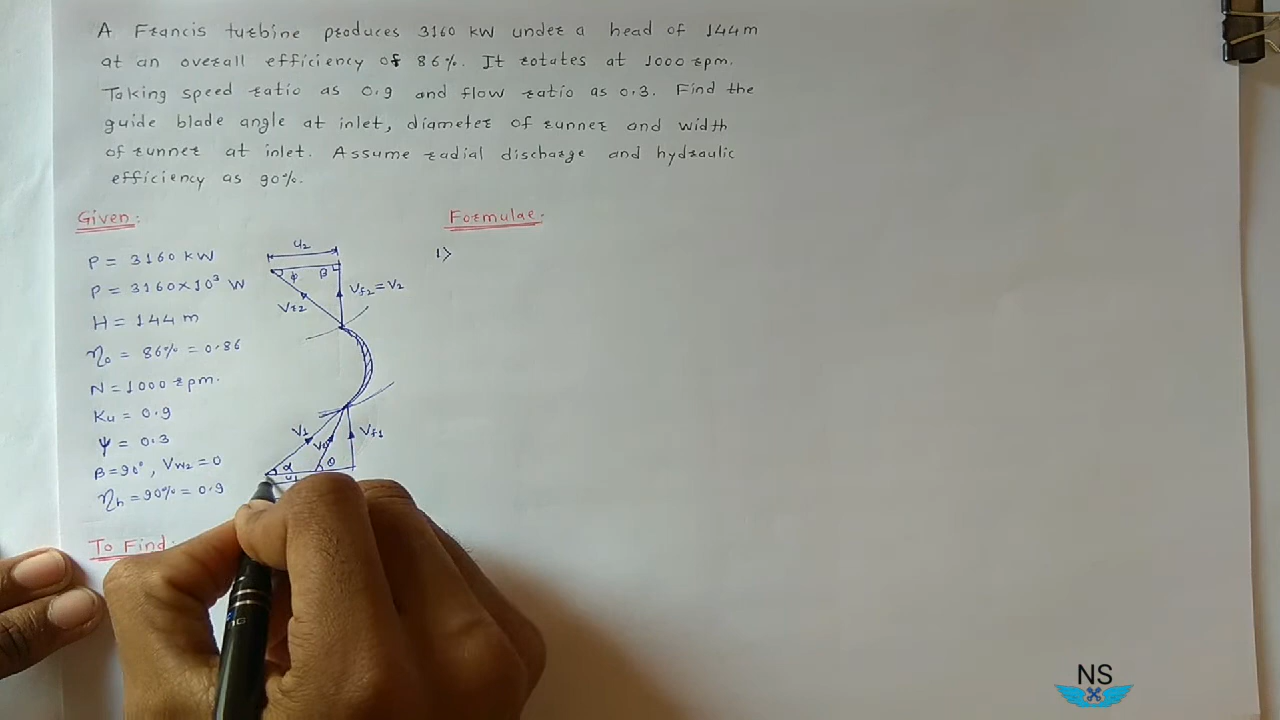 A Francis turbine produces 3160 kW under a head of 144m
at an overall efficiency of 86%. It rotates at 1000 rpm.
Taking speed ratio as 0.9 and flow ratio as 0.3. Find the
guide blade angle at inlet, diameter of runner and width
of runner at inlet. Assume radial discharge and hydraulic
efficiency as 90%.
Given:
P = 3160 kW
P = 3160×10³ W
H = 144 m
ηo = 86% = 0.86
N = 1000 rpm.
Ku = 0.9
ψ = 0.3
β = 90°, Vw2 = 0
ηh = 90% = 0.9
To Find:
u2
φ β
Vf2 = V2
Vr2
V1
Vf1
α θ
u1
Formulae:
1>
NS